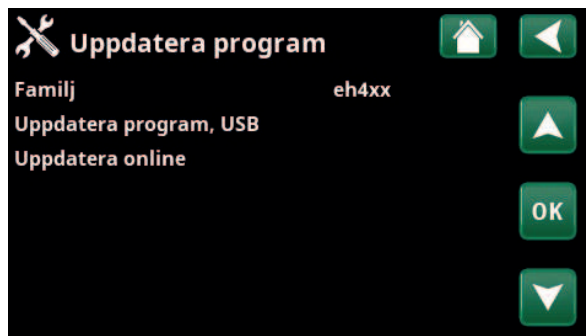 Uppdatera program
Familj eh4xx
Uppdatera program, USB
Uppdatera online
OK